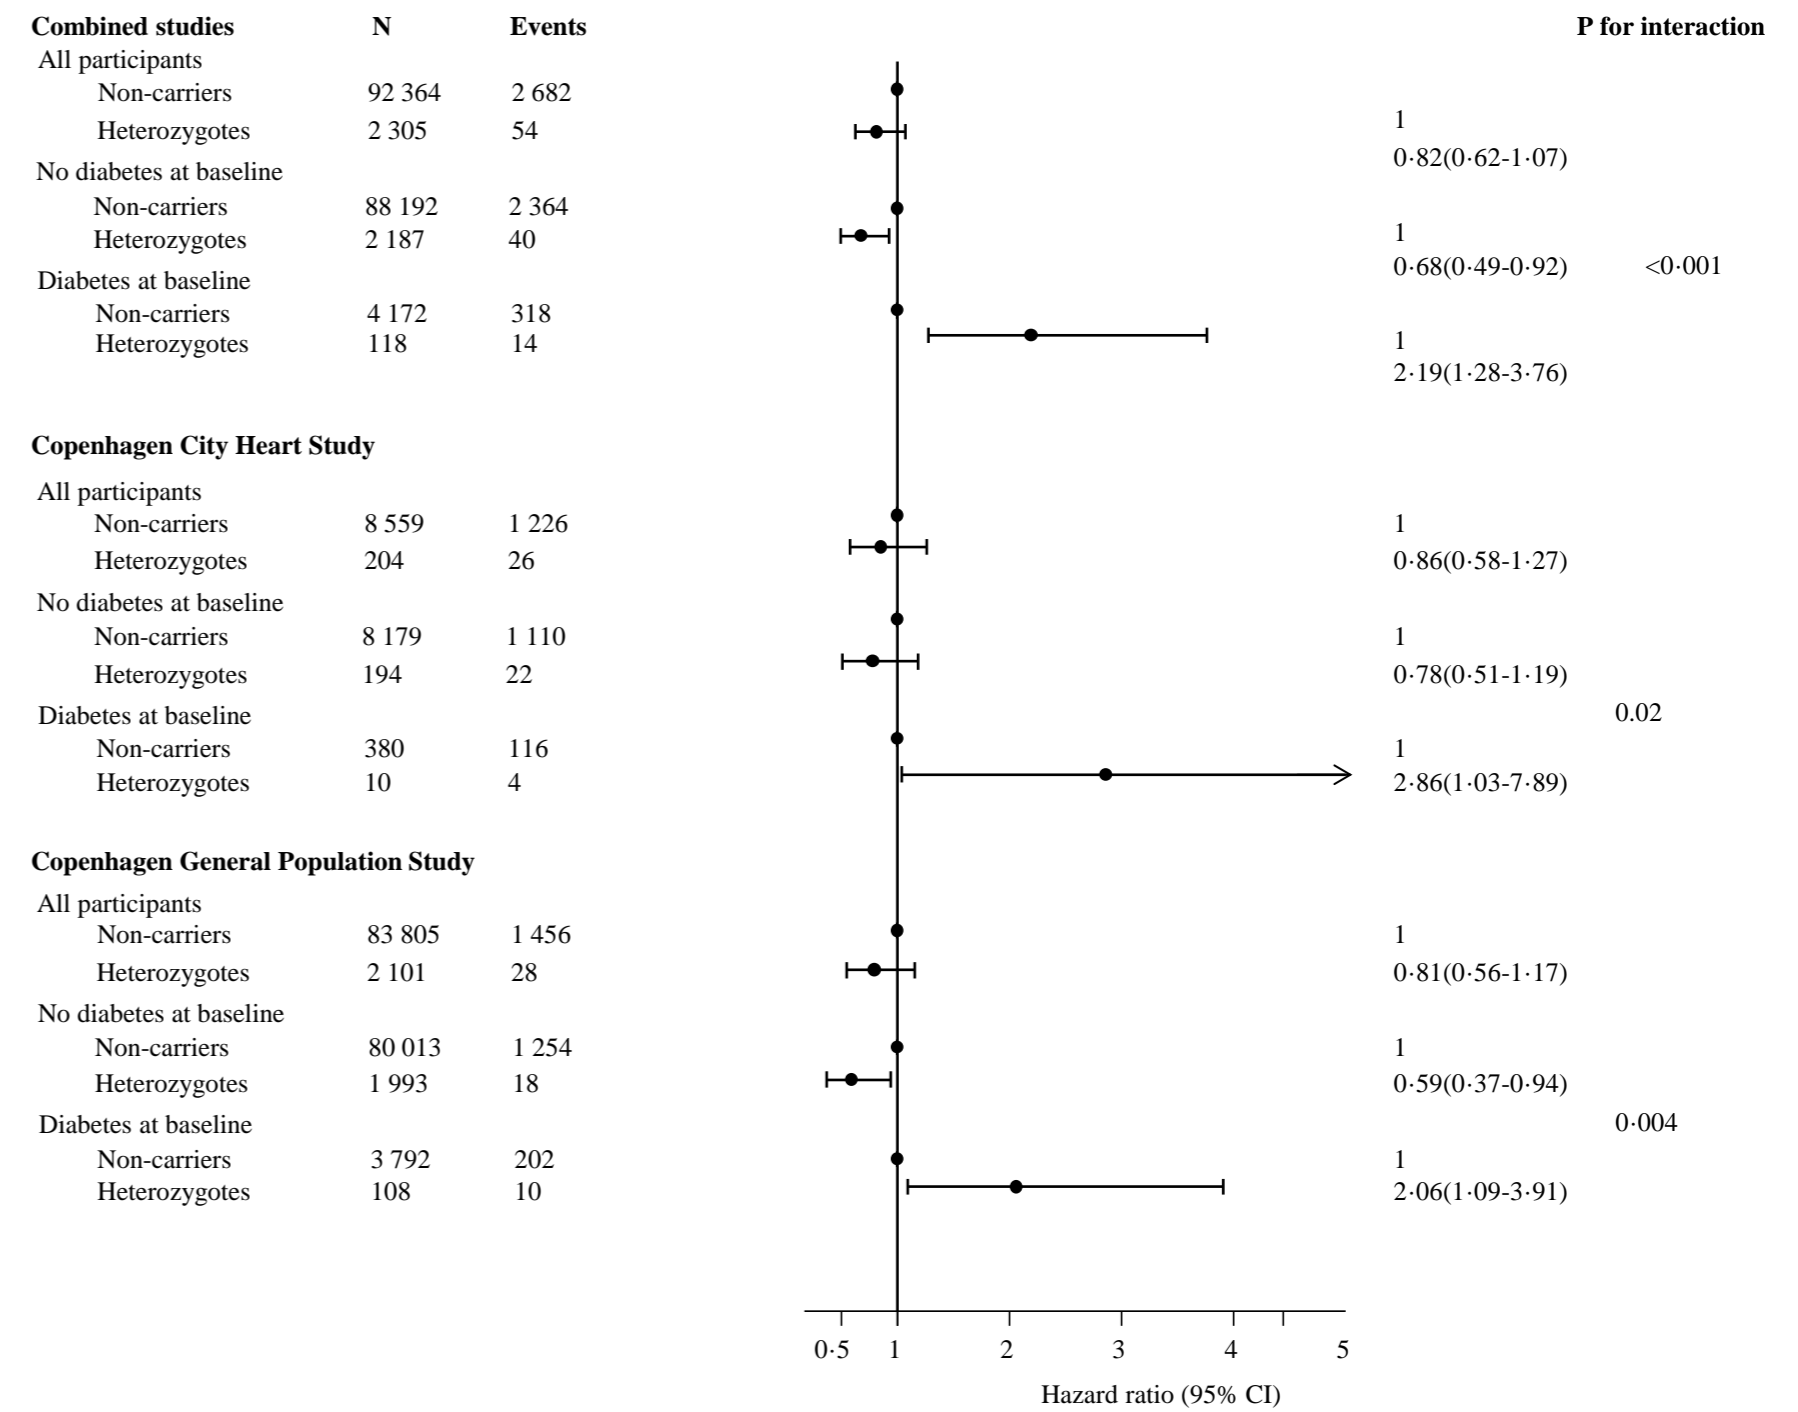 Combined studies N Events P for interaction
All participants
Non-carriers 92 364 2 682 1
Heterozygotes 2 305 54 0·82(0·62-1·07)
No diabetes at baseline
Non-carriers 88 192 2 364 1
Heterozygotes 2 187 40 0·68(0·49-0·92) <0·001
Diabetes at baseline
Non-carriers 4 172 318 1
Heterozygotes 118 14 2·19(1·28-3·76)
Copenhagen City Heart Study
All participants
Non-carriers 8 559 1 226 1
Heterozygotes 204 26 0·86(0·58-1·27)
No diabetes at baseline
Non-carriers 8 179 1 110 1
Heterozygotes 194 22 0·78(0·51-1·19)
Diabetes at baseline 0.02
Non-carriers 380 116 1
Heterozygotes 10 4 2·86(1·03-7·89)
Copenhagen General Population Study
All participants
Non-carriers 83 805 1 456 1
Heterozygotes 2 101 28 0·81(0·56-1·17)
No diabetes at baseline
Non-carriers 80 013 1 254 1
Heterozygotes 1 993 18 0·59(0·37-0·94)
Diabetes at baseline 0·004
Non-carriers 3 792 202 1
Heterozygotes 108 10 2·06(1·09-3·91)
0·5 1 2 3 4 5
Hazard ratio (95% CI)